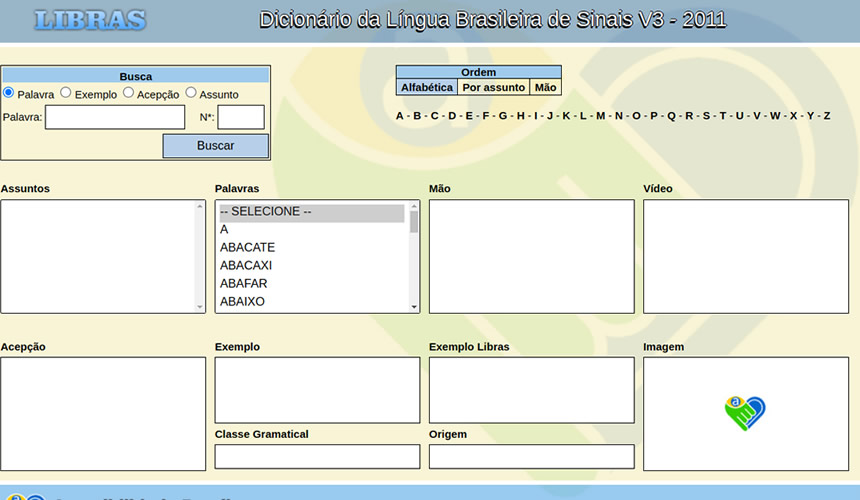 LIBRAS
Dicionário da Língua Brasileira de Sinais V3 - 2011
Busca
Palavra Exemplo Acepção Assunto
Palavra: N°:
Buscar
Ordem
Alfabética Por assunto Mão
A - B - C - D - E - F - G - H - I - J - K - L - M - N - O - P - Q - R - S - T - U - V - W - X - Y - Z
Assuntos
Palavras
-- SELECIONE --
A
ABACATE
ABACAXI
ABAFAR
ABAIXO
Mão
Vídeo
Acepção
Exemplo
Exemplo Libras
Imagem
a
Classe Gramatical
Origem